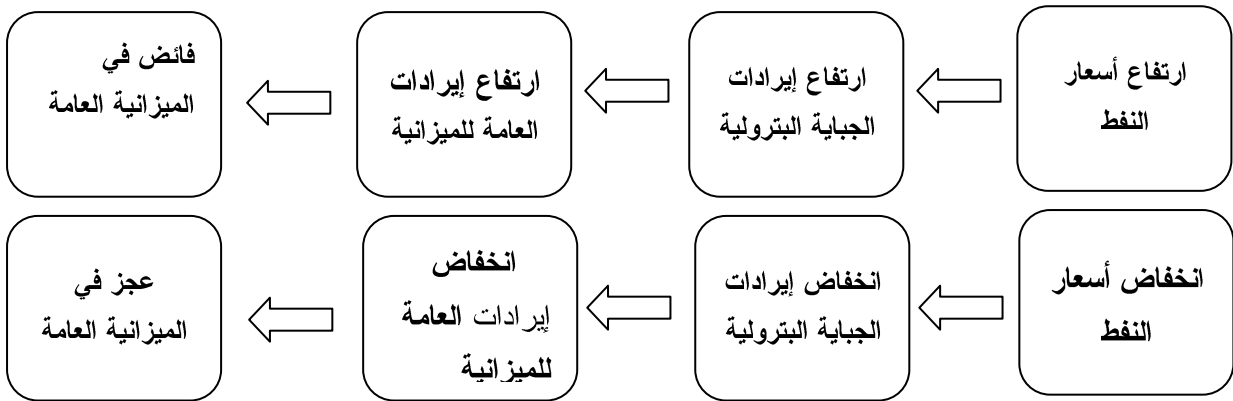 ارتفاع أسعار
النفط
ارتفاع إيرادات
الجباية البترولية
ارتفاع إيرادات
العامة للميزانية
فائض في
الميزانية العامة
انخفاض أسعار
النفط
انخفاض إيرادات
الجباية البترولية
انخفاض
إيرادات العامة
للميزانية
عجز في
الميزانية العامة